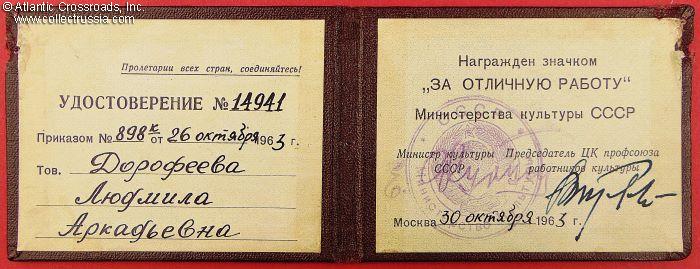 © Atlantic Crossroads, Inc.
www.collectrussia.com
Пролетарии всех стран, соединяйтесь!
УДОСТОВЕРЕНИЕ № 14941
Приказом № 898к от 26 октября 1963 г.
Тов. Дорофеева
Людмила
Аркадьевна
Награжден значком
„ЗА ОТЛИЧНУЮ РАБОТУ"
Министерства культуры СССР
Министр культуры СССР
Председатель ЦК профсоюза работников культуры
Москва 30 октября 1963 г.